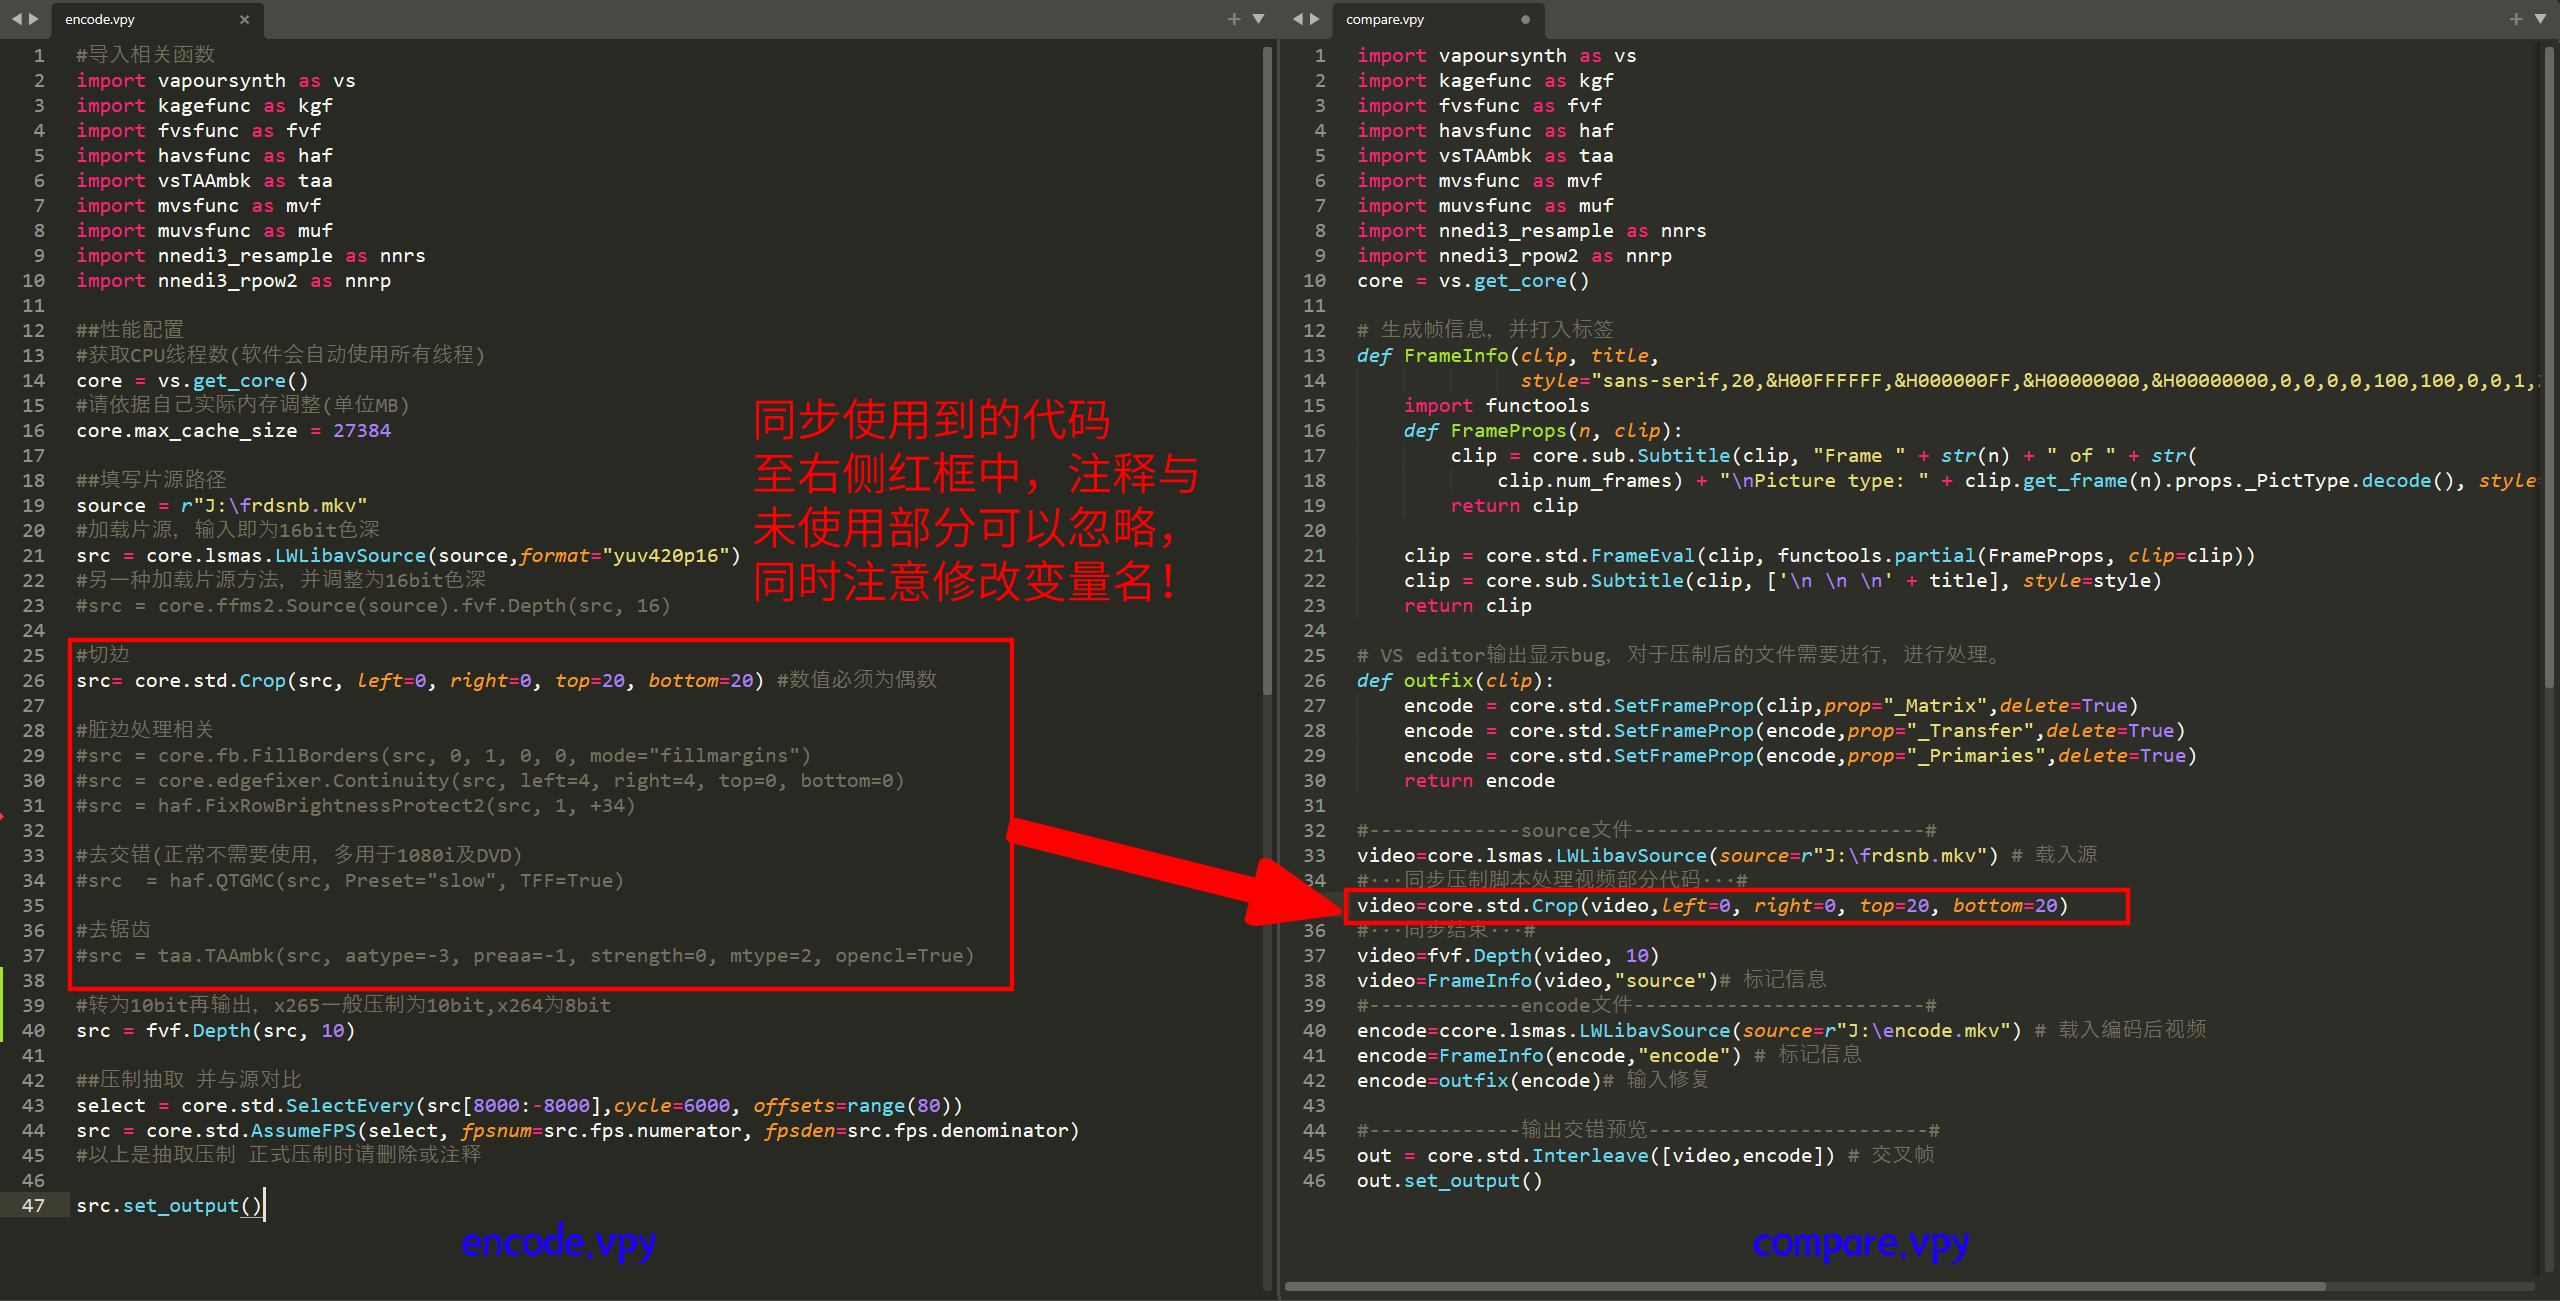 encode.vpy
1 #导入相关函数
2 import vapoursynth as vs
3 import kagefunc as kgf
4 import fvsfunc as fvf
5 import havsfunc as haf
6 import vsTAAmbk as taa
7 import mvsfunc as mvf
8 import muvsfunc as muf
9 import nnedi3_resample as nnrs
10 import nnedi3_rpow2 as nnrp
11
12 ##性能配置
13 #获取CPU线程数(软件会自动使用所有线程)
14 core = vs.get_core()
15 #请依据自己实际内存调整(单位MB)
16 core.max_cache_size = 27384
17
18 ##填写片源路径
19 source = r"J:\frdsnb.mkv"
20 #加载片源，输入即为16bit色深
21 src = core.lsmas.LWLibavSource(source,format="yuv420p16")
22 #另一种加载片源方法，并调整为16bit色深
23 #src = core.ffms2.Source(source).fvf.Depth(src, 16)
24
25 #切边
26 src= core.std.Crop(src, left=0, right=0, top=20, bottom=20) #数值必须为偶数
27
28 #脏边处理相关
29 #src = core.fb.FillBorders(src, 0, 1, 0, 0, mode="fillmargins")
30 #src = core.edgefixer.Continuity(src, left=4, right=4, top=0, bottom=0)
31 #src = haf.FixRowBrightnessProtect2(src, 1, +34)
32
33 #去交错(正常不需要使用，多用于1080i及DVD)
34 #src  = haf.QTGMC(src, Preset="slow", TFF=True)
35
36 #去锯齿
37 #src = taa.TAAmbk(src, aatype=-3, preaa=-1, strength=0, mtype=2, opencl=True)
38
39 #转为10bit再输出，x265一般压制为10bit,x264为8bit
40 src = fvf.Depth(src, 10)
41
42 ##压制抽取 并与源对比
43 select = core.std.SelectEvery(src[8000:-8000],cycle=6000, offsets=range(80))
44 src = core.std.AssumeFPS(select, fpsnum=src.fps.numerator, fpsden=src.fps.denominator)
45 #以上是抽取压制 正式压制时请删除或注释
46
47 src.set_output()
同步使用到的代码
至右侧红框中，注释与
未使用部分可以忽略，
同时注意修改变量名！
encode.vpy
compare.vpy
1 import vapoursynth as vs
2 import kagefunc as kgf
3 import fvsfunc as fvf
4 import havsfunc as haf
5 import vsTAAmbk as taa
6 import mvsfunc as mvf
7 import muvsfunc as muf
8 import nnedi3_resample as nnrs
9 import nnedi3_rpow2 as nnrp
10 core = vs.get_core()
11
12 # 生成帧信息，并打入标签
13 def FrameInfo(clip, title,
14 style="sans-serif,20,&H00FFFFFF,&H000000FF,&H00000000,&H00000000,0,0,0,0,100,100,0,0,1,
15 import functools
16 def FrameProps(n, clip):
17 clip = core.sub.Subtitle(clip, "Frame " + str(n) + " of " + str(
18 clip.num_frames) + "\nPicture type: " + clip.get_frame(n).props._PictType.decode(), style=
19 return clip
20
21 clip = core.std.FrameEval(clip, functools.partial(FrameProps, clip=clip))
22 clip = core.sub.Subtitle(clip, ['\n \n \n' + title], style=style)
23 return clip
24
25 # VS editor输出显示bug，对于压制后的文件需要进行，进行处理。
26 def outfix(clip):
27 encode = core.std.SetFrameProp(clip,prop="_Matrix",delete=True)
28 encode = core.std.SetFrameProp(encode,prop="_Transfer",delete=True)
29 encode = core.std.SetFrameProp(encode,prop="_Primaries",delete=True)
30 return encode
31
32 #-------------source文件-------------------------#
33 video=core.lsmas.LWLibavSource(source=r"J:\frdsnb.mkv") # 载入源
34 #···同步压制脚本处理视频部分代码···#
video=core.std.Crop(video,left=0, right=0, top=20, bottom=20)
36 #···同步结束···#
37 video=fvf.Depth(video, 10)
38 video=FrameInfo(video,"source")# 标记信息
39 #-------------encode文件-------------------------#
40 encode=ccore.lsmas.LWLibavSource(source=r"J:\encode.mkv") # 载入编码后视频
41 encode=FrameInfo(encode,"encode") # 标记信息
42 encode=outfix(encode)# 输入修复
43
44 #-------------输出交错预览------------------------#
45 out = core.std.Interleave([video,encode]) # 交叉帧
46 out.set_output()
compare.vpy